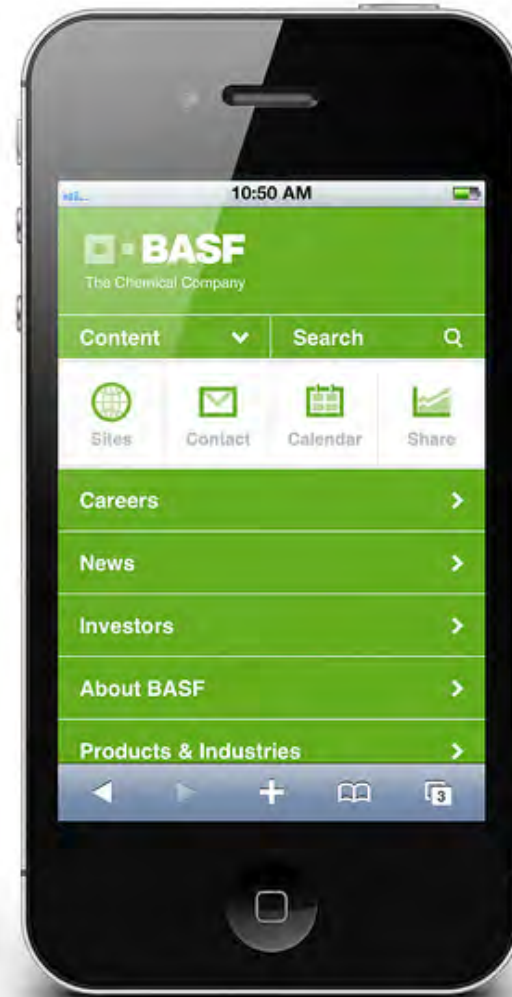 10:50 AM
BASF
The Chemical Company
Content Search
Sites Contact Calendar Share
Careers
News
Investors
About BASF
Products & Industries
3